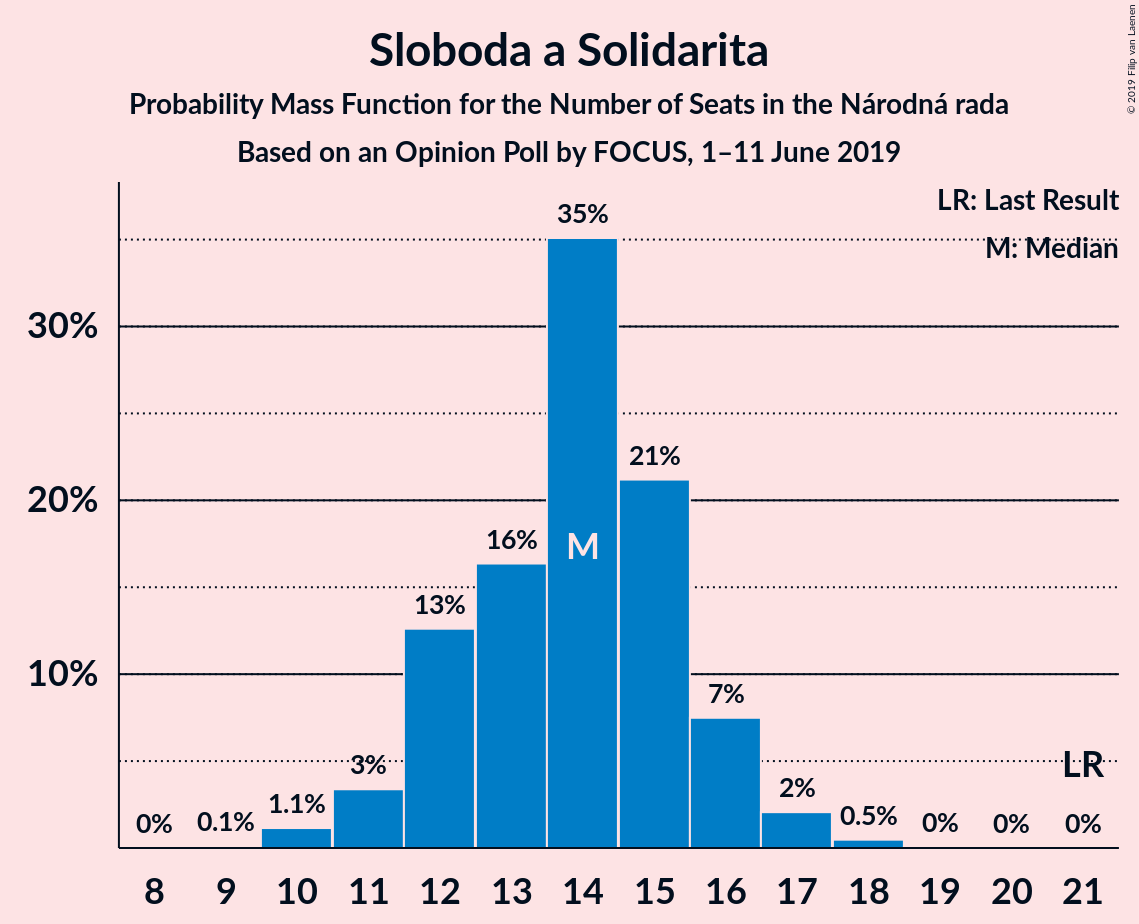 Sloboda a Solidarita
Probability Mass Function for the Number of Seats in the Národná rada
Based on an Opinion Poll by FOCUS, 1–11 June 2019
© 2019 Filip van Laenen
LR: Last Result
M: Median
35%
30%
21%
20%
16%
M
13%
10%
7%
3%
LR
2%
1.1%
0.5%
0%
0.1%
0%
0%
0%
8 9 10 11 12 13 14 15 16 17 18 19 20 21